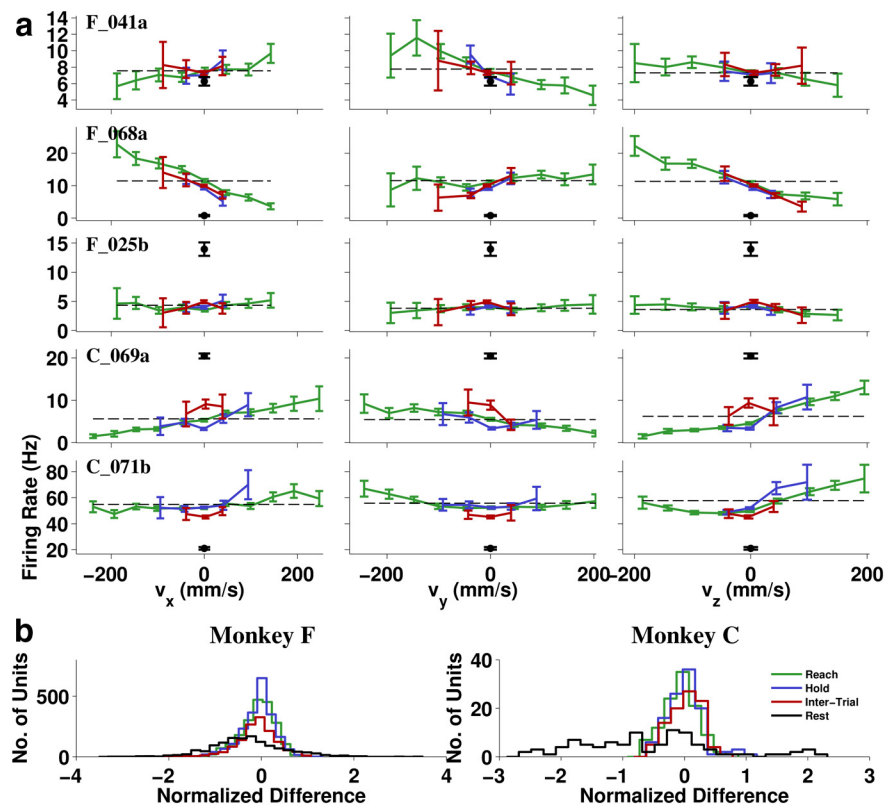 a
F_041a
14
12
10
8
6
4
F_068a
20
10
0
F_025b
15
10
5
0
C_069a
20
10
0
C_071b
80
60
40
20
Firing Rate (Hz)
−200 0 200
v_x (mm/s)
−200 0 200
v_y (mm/s)
−200 0 200
v_z (mm/s)
b
Monkey F
No. of Units
500
0
−4 −2 0 2 4
Normalized Difference
Monkey C
No. of Units
40
20
0
−3 −2 −1 0 1 2 3
Normalized Difference
Reach
Hold
Inter−Trial
Rest